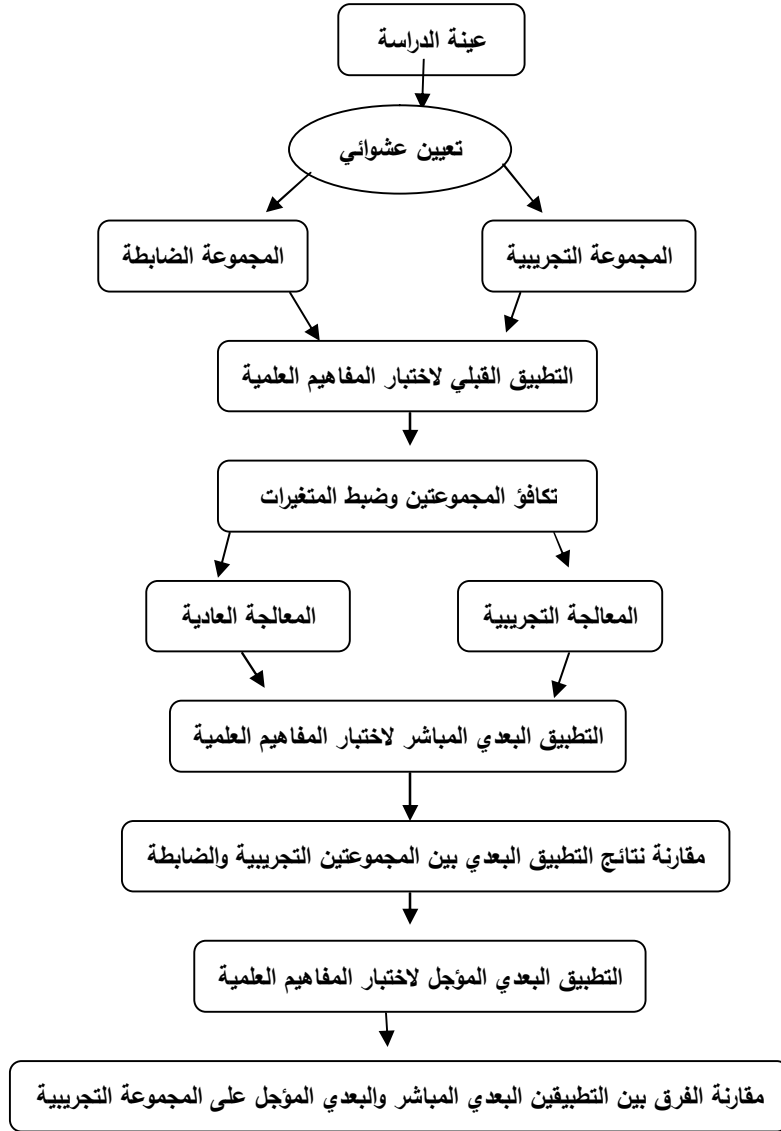 عينة الدراسة
تعيين عشوائي
المجموعة التجريبية
المجموعة الضابطة
التطبيق القبلي لاختبار المفاهيم العلمية
تكافؤ المجموعتين وضبط المتغيرات
المعالجة التجريبية
المعالجة العادية
التطبيق البعدي المباشر لاختبار المفاهيم العلمية
مقارنة نتائج التطبيق البعدي بين المجموعتين التجريبية والضابطة
التطبيق البعدي المؤجل لاختبار المفاهيم العلمية
مقارنة الفرق بين التطبيقين البعدي المباشر والبعدي المؤجل على المجموعة التجريبية